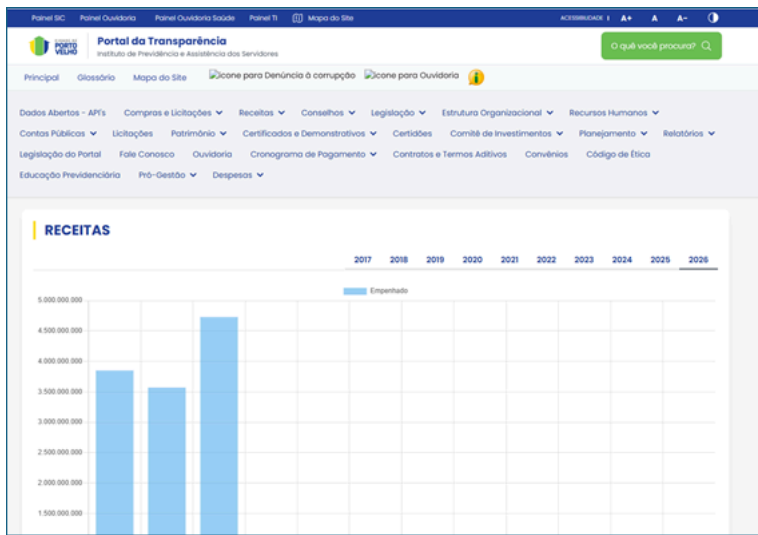 Painel SIC Painel Ouvidoria Painel Ouvidoria Saúde Painel TI Mapa do Site ACESSIBILIDADE A+ A A-
PORTO VELHO
Portal da Transparência
Instituto de Previdência e Assistência dos Servidores
O quê você procura?
Principal Glossário Mapa do Site ícone para Denúncia à corrupção ícone para Ouvidoria
Dados Abertos - API's Compras e Licitações Receitas Conselhos Legislação Estrutura Organizacional Recursos Humanos
Contas Públicas Licitações Patrimônio Certificados e Demonstrativos Certidões Comitê de Investimentos Planejamento Relatórios
Legislação do Portal Fale Conosco Ouvidoria Cronograma de Pagamento Contratos e Termos Aditivos Convênios Código de Ética
Educação Previdenciária Pró-Gestão Despesas
RECEITAS
2017 2018 2019 2020 2021 2022 2023 2024 2025 2026
Empenhado
5.000.000.000
4.500.000.000
4.000.000.000
3.500.000.000
3.000.000.000
2.500.000.000
2.000.000.000
1.500.000.000